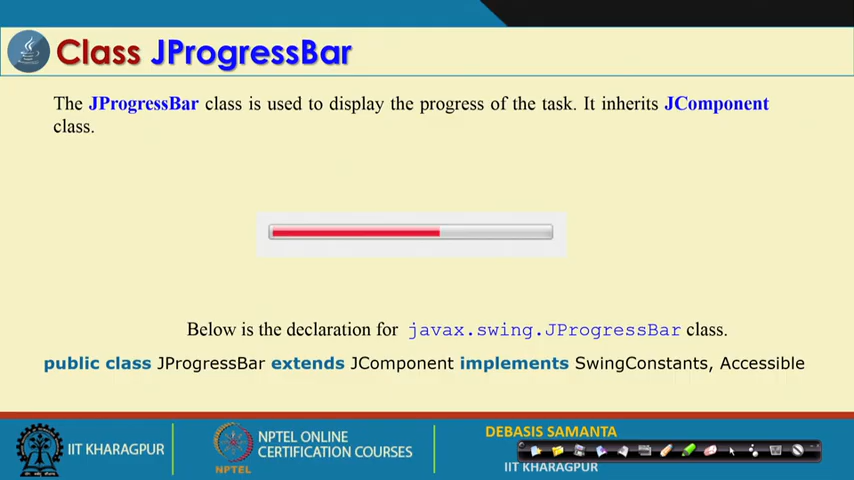 Class JProgressBar
The JProgressBar class is used to display the progress of the task. It inherits JComponent
class.
Below is the declaration for javax.swing.JProgressBar class.
public class JProgressBar extends JComponent implements SwingConstants, Accessible
IIT KHARAGPUR
NPTEL
NPTEL ONLINE
CERTIFICATION COURSES
DEBASIS SAMANTA
IIT KHARAGPUR